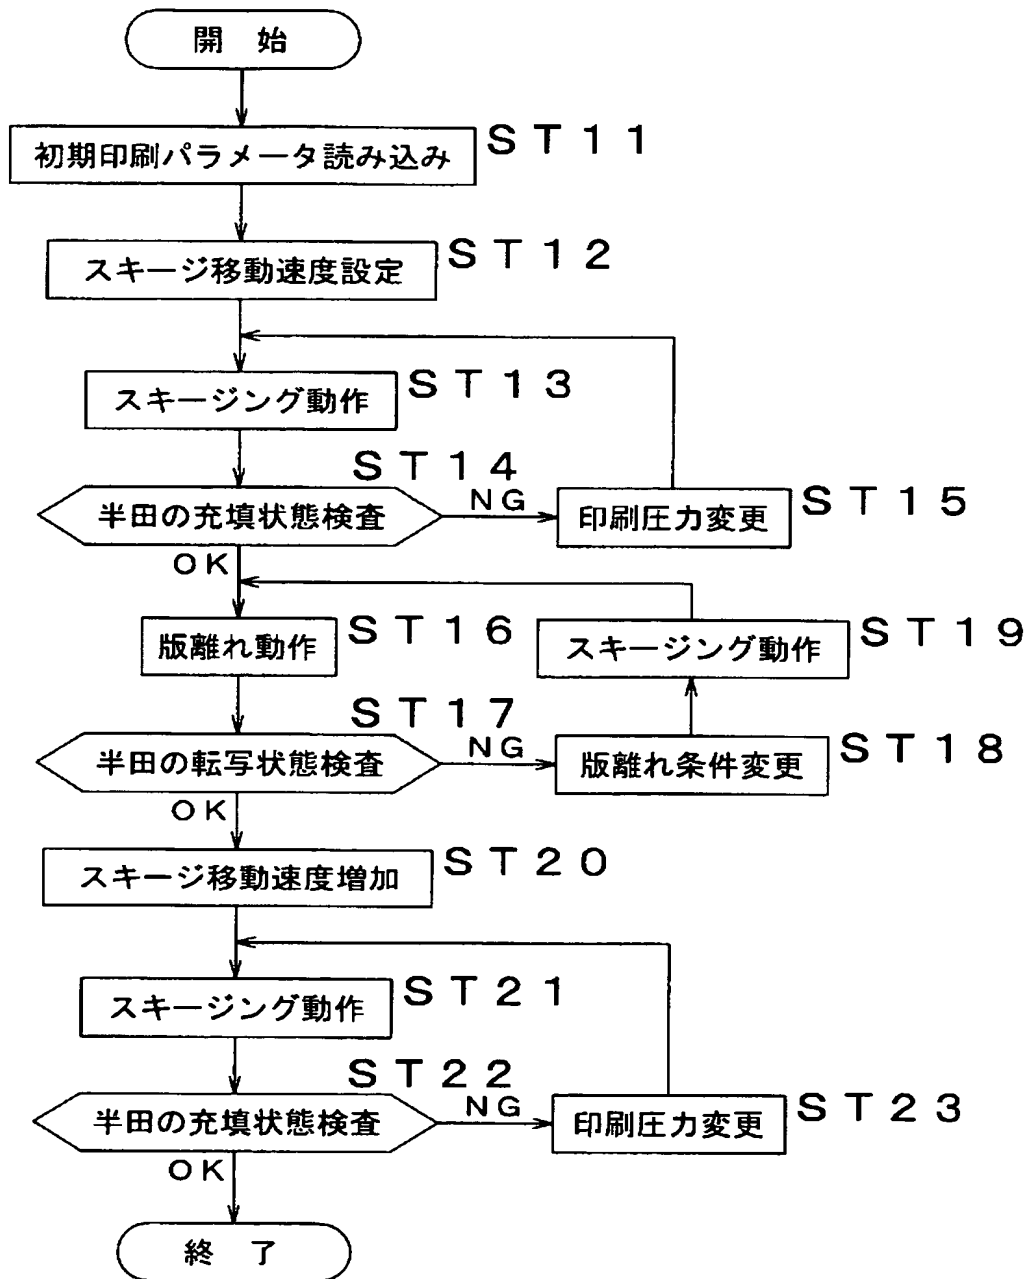 開 始
初期印刷パラメータ読み込み
ST11
スキージ移動速度設定
ST12
スキージング動作
ST13
ST14
半田の充填状態検査
NG
印刷圧力変更
ST15
OK
版離れ動作
ST16
スキージング動作
ST19
ST17
半田の転写状態検査
NG
版離れ条件変更
ST18
OK
スキージ移動速度増加
ST20
スキージング動作
ST21
ST22
半田の充填状態検査
NG
印刷圧力変更
ST23
OK
終 了